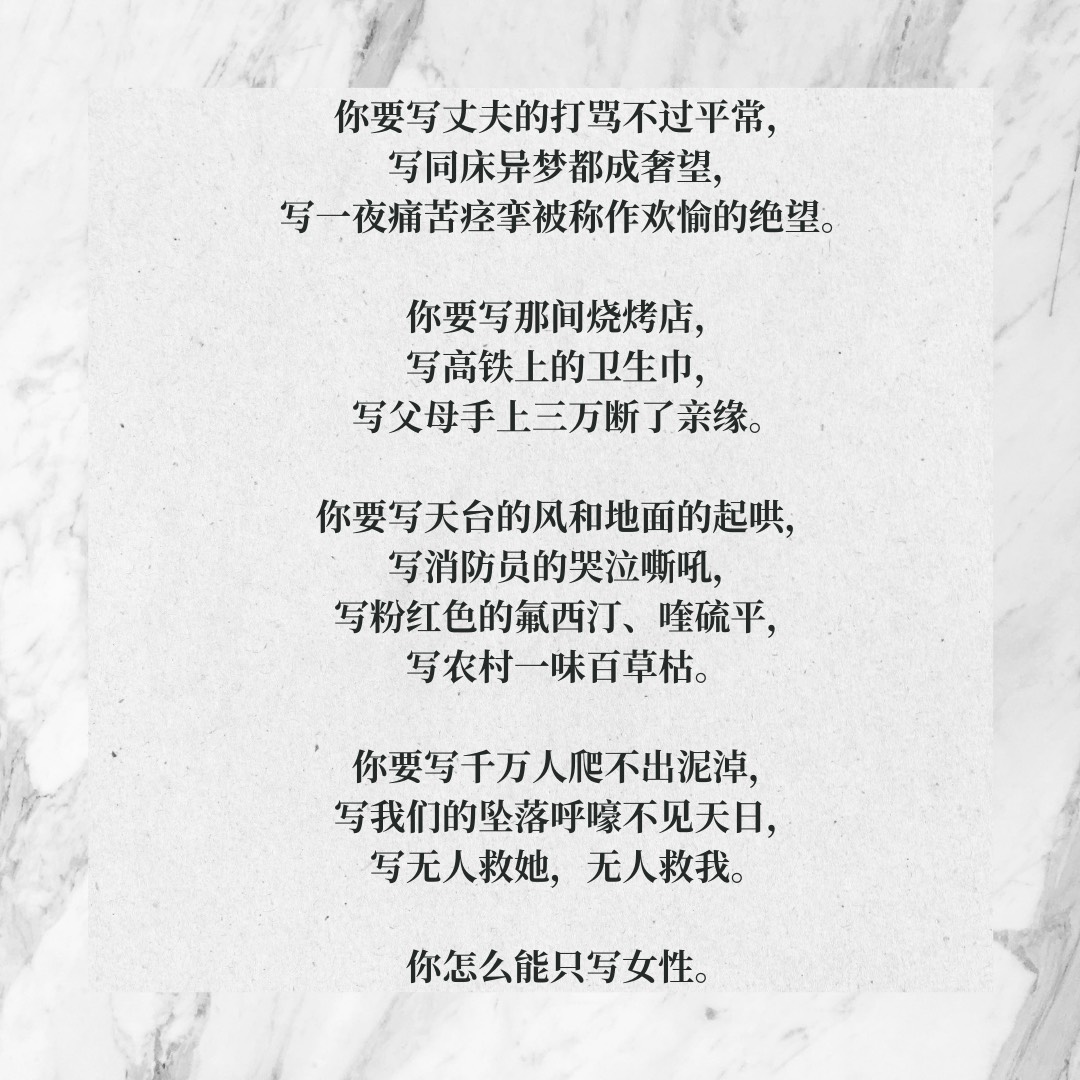 你要写丈夫的打骂不过平常，
写同床异梦都成奢望，
写一夜痛苦痉挛被称作欢愉的绝望。
你要写那间烧烤店，
写高铁上的卫生巾，
写父母手上三万断了亲缘。
你要写天台的风和地面的起哄，
写消防员的哭泣嘶吼，
写粉红色的氟西汀、喹硫平，
写农村一味百草枯。
你要写千万人爬不出泥淖，
写我们的坠落呼嚎不见天日，
写无人救她，无人救我。
你怎么能只写女性。